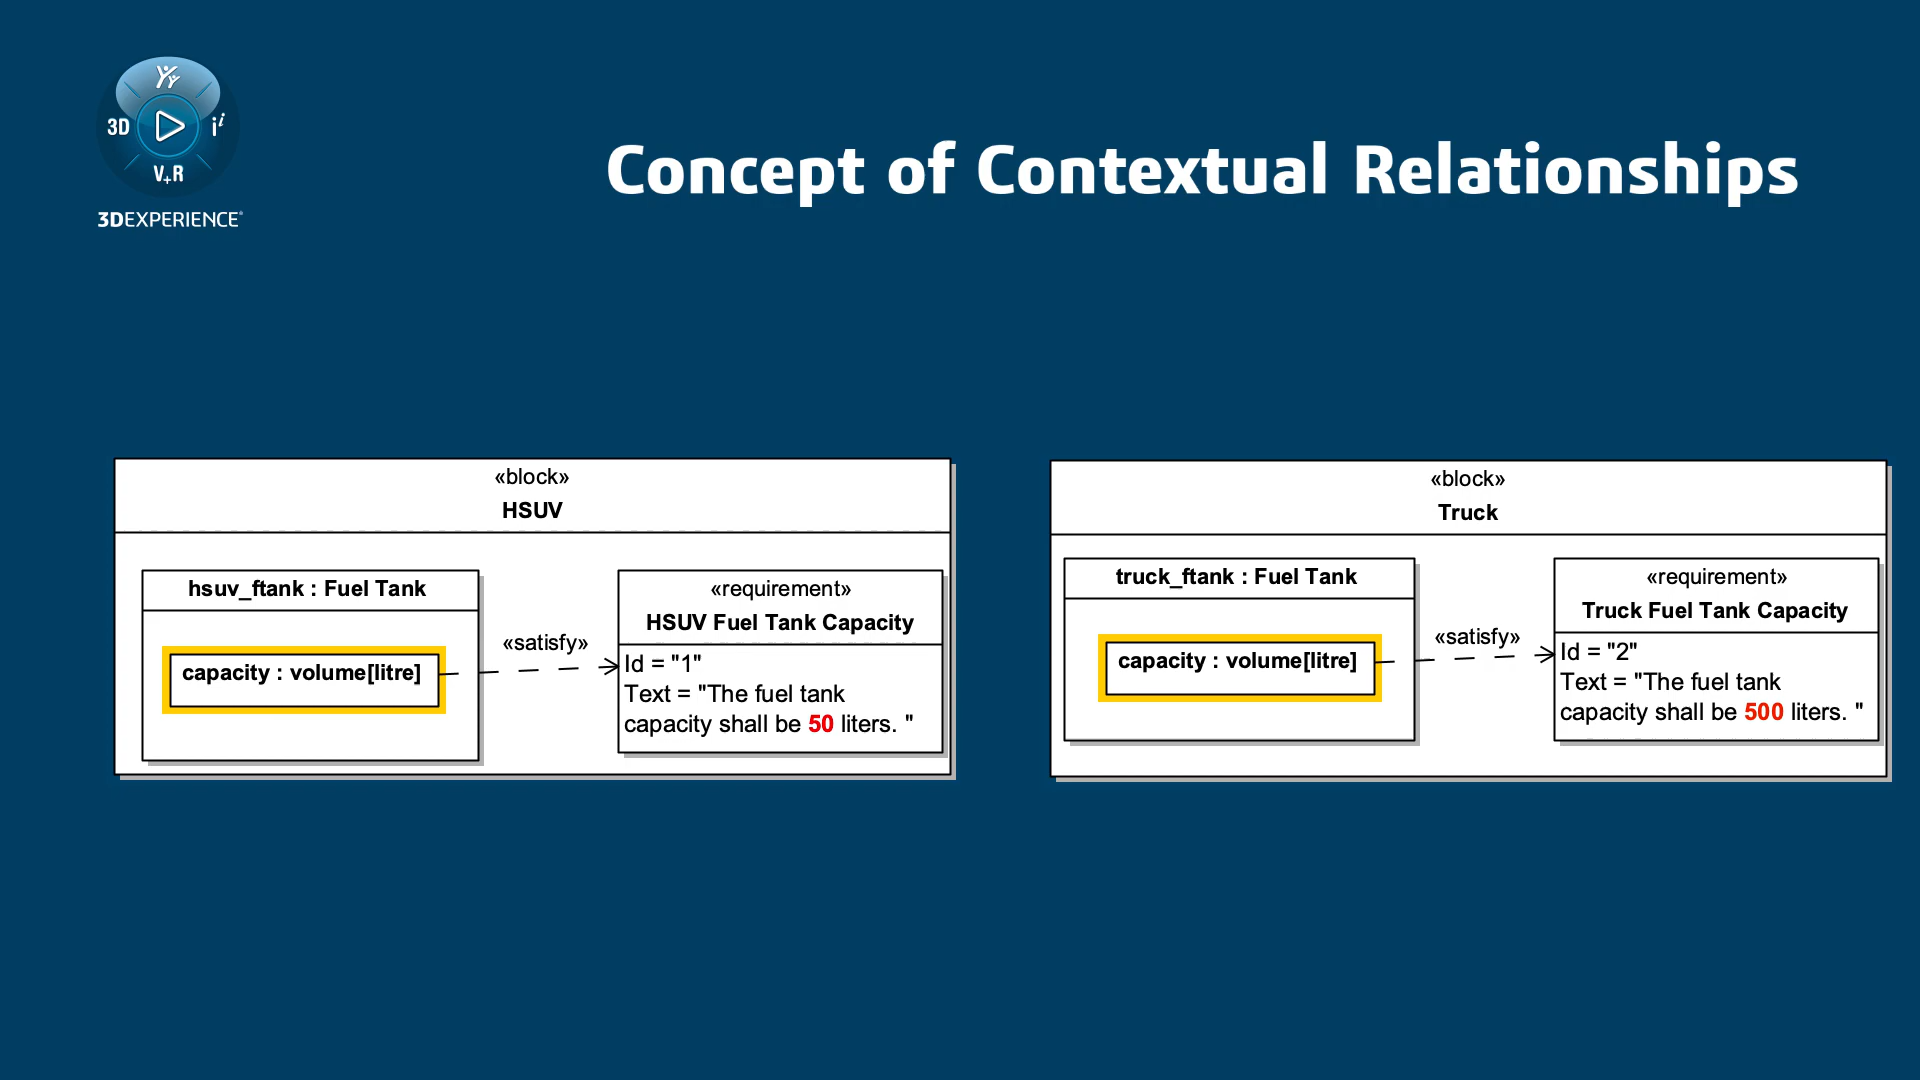 3D
i i
V+R
3DEXPERIENCE®
Concept of Contextual Relationships
«block»
HSUV
hsuv_ftank : Fuel Tank
capacity : volume[litre]
«satisfy»
«requirement»
HSUV Fuel Tank Capacity
Id = "1"
Text = "The fuel tank
capacity shall be 50 liters. "
«block»
Truck
truck_ftank : Fuel Tank
capacity : volume[litre]
«satisfy»
«requirement»
Truck Fuel Tank Capacity
Id = "2"
Text = "The fuel tank
capacity shall be 500 liters. "